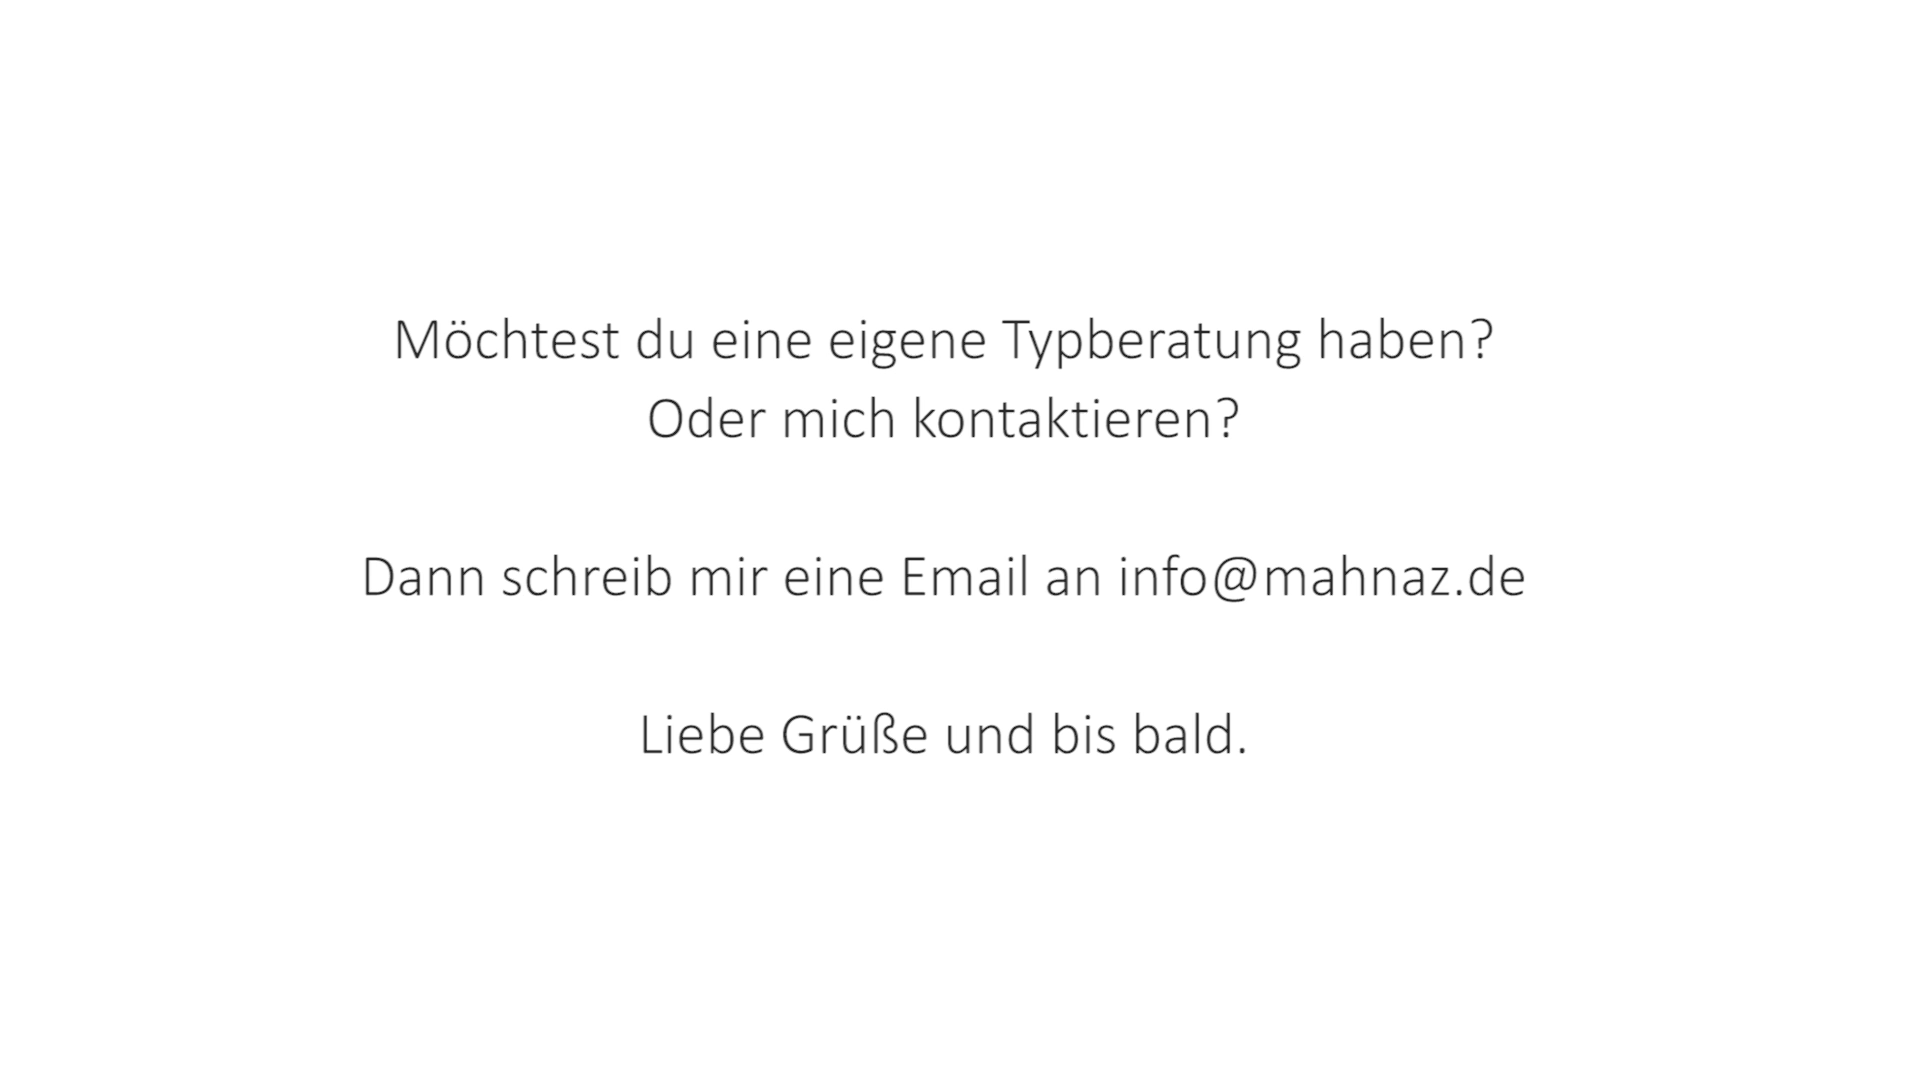 Möchtest du eine eigene Typberatung haben?
Oder mich kontaktieren?
Dann schreib mir eine Email an info@mahnaz.de
Liebe Grüße und bis bald.